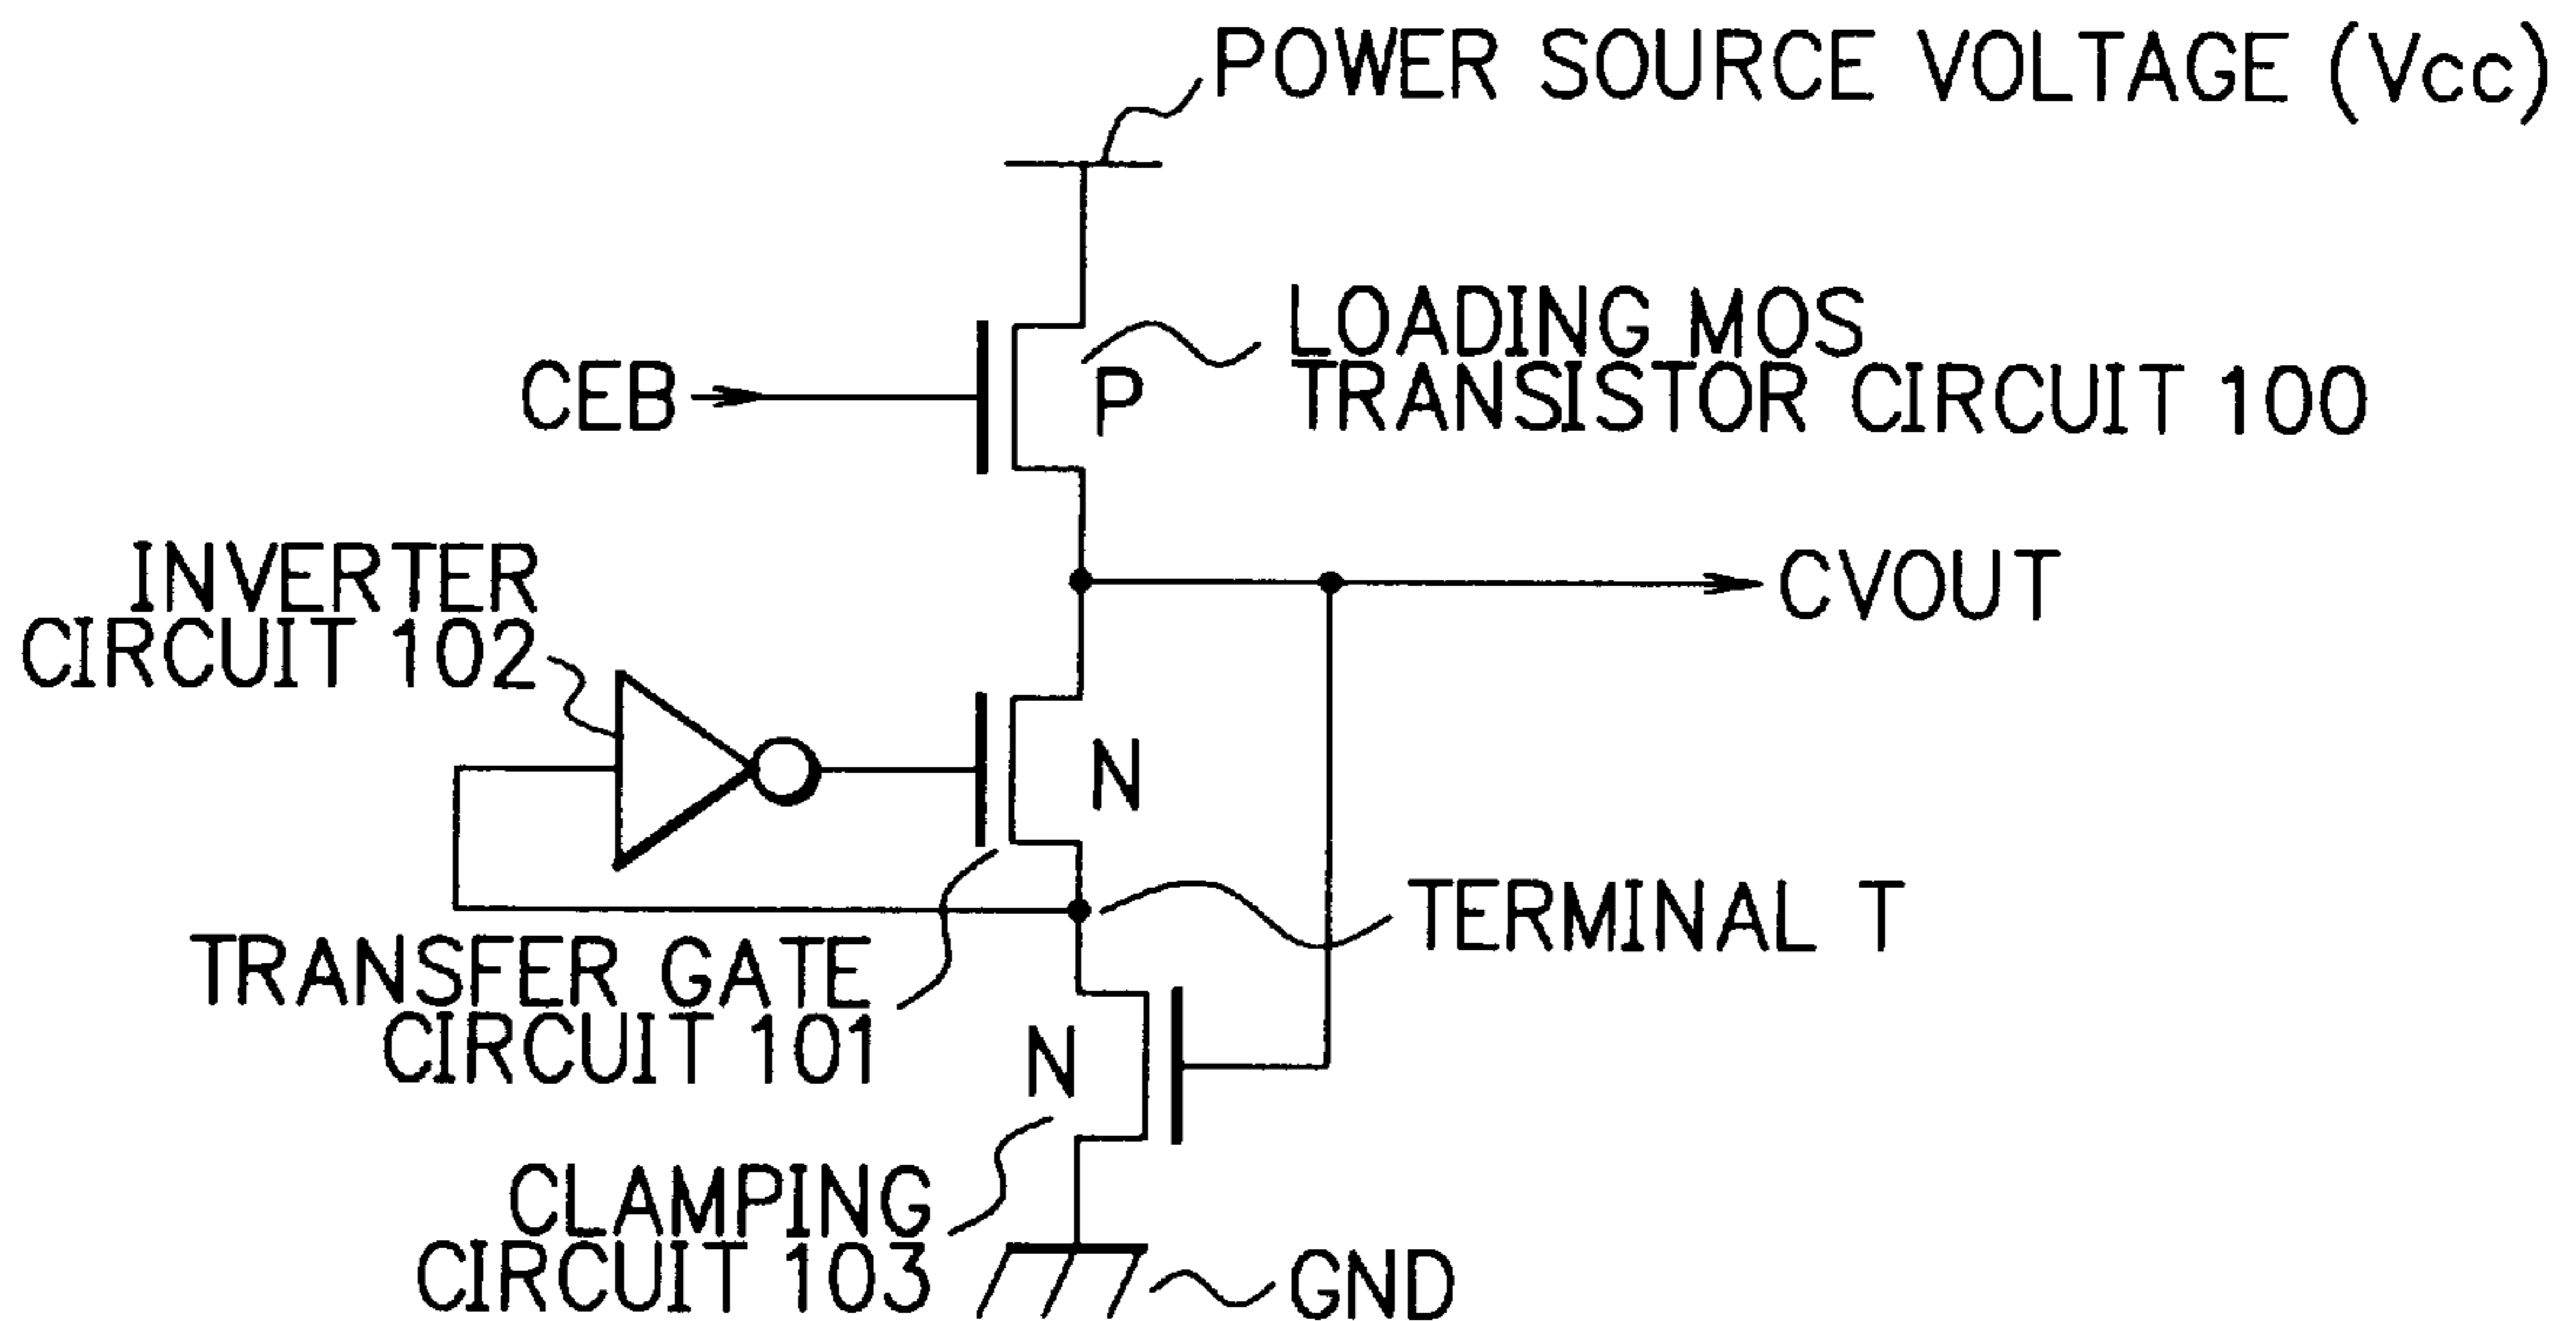 POWER SOURCE VOLTAGE (Vcc)
LOADING MOS
TRANSISTOR CIRCUIT 100
CEB
P
INVERTER
CIRCUIT 102
CVOUT
N
TERMINAL T
TRANSFER GATE
CIRCUIT 101
N
CLAMPING
CIRCUIT 103
GND